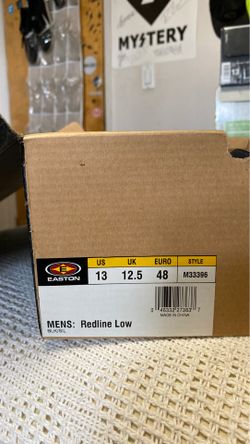 MYSTERY
US UK EURO STYLE
EASTON 13 12.5 48 M33396
MADE IN CHINA
MENS: Redline Low